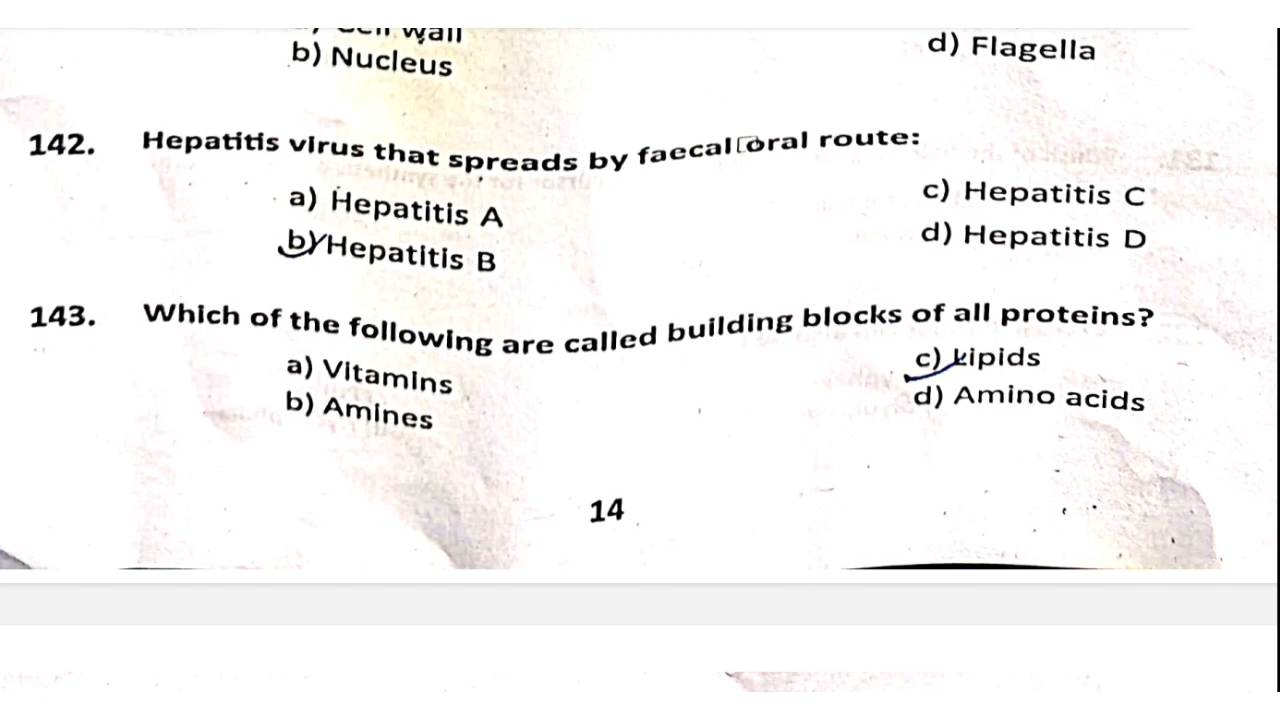 wall
b) Nucleus
d) Flagella
142. Hepatitis virus that spreads by faecal oral route:
a) Hepatitis A
c) Hepatitis C
b) Hepatitis B
d) Hepatitis D
143. Which of the following are called building blocks of all proteins?
a) Vitamins
c) Lipids
b) Amines
d) Amino acids
14